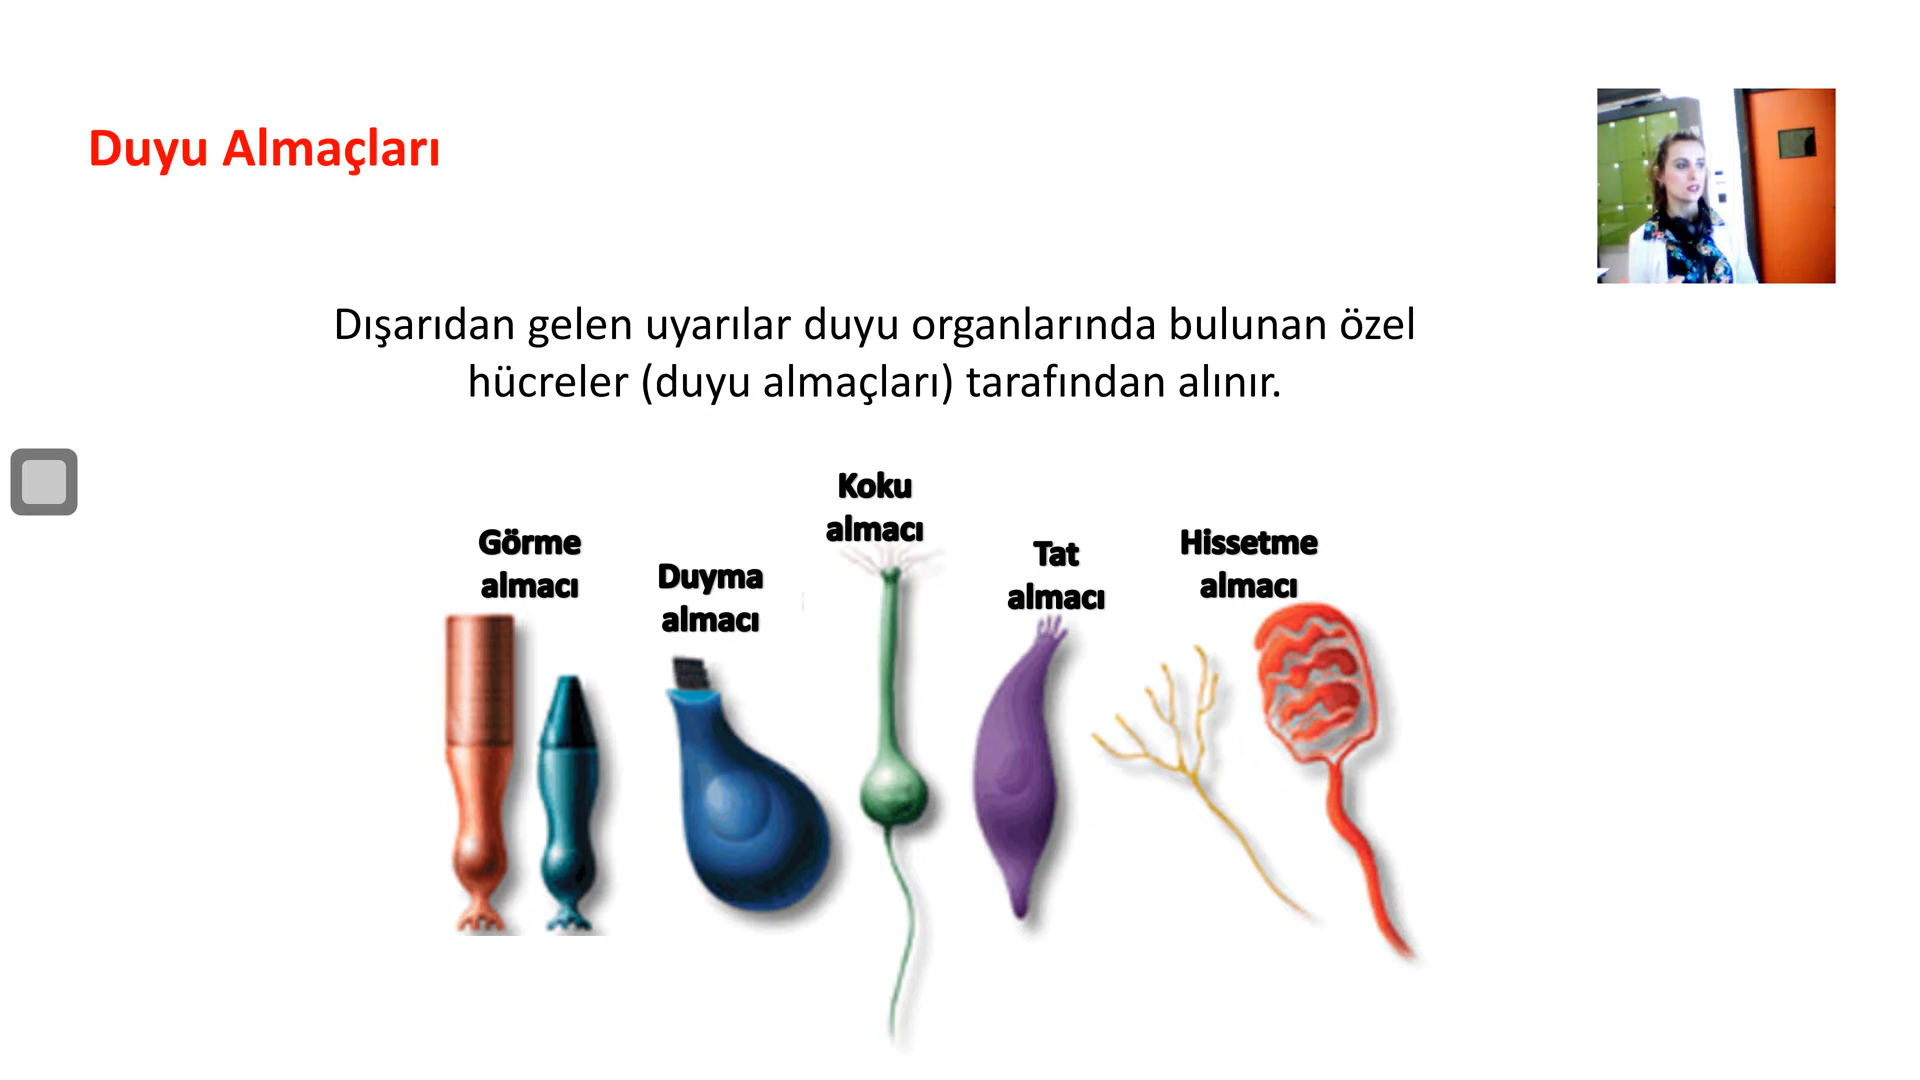 Duyu Almaçları
Dışarıdan gelen uyarılar duyu organlarında bulunan özel
hücreler (duyu almaçları) tarafından alınır.
Görme
almacı
Duyma
almacı
Koku
almacı
Tat
almacı
Hissetme
almacı